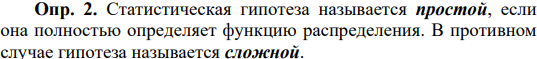 Опр. 2. Статистическая гипотеза называется простой, если
она полностью определяет функцию распределения. В противном
случае гипотеза называется сложной.